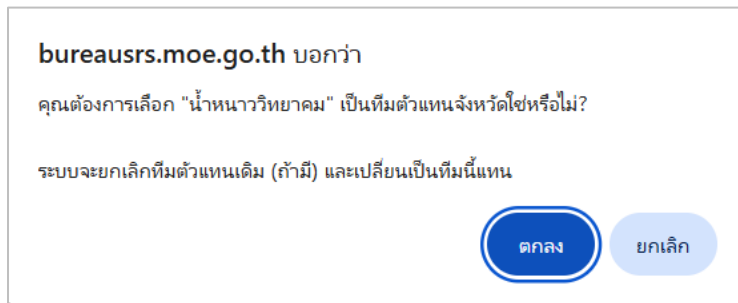 bureausrs.moe.go.th บอกว่า
คุณต้องการเลือก "น้ำหนาววิทยาคม" เป็นทีมตัวแทนจังหวัดใช่หรือไม่?
ระบบจะยกเลิกทีมตัวแทนเดิม (ถ้ามี) และเปลี่ยนเป็นทีมนี้แทน
ตกลง ยกเลิก